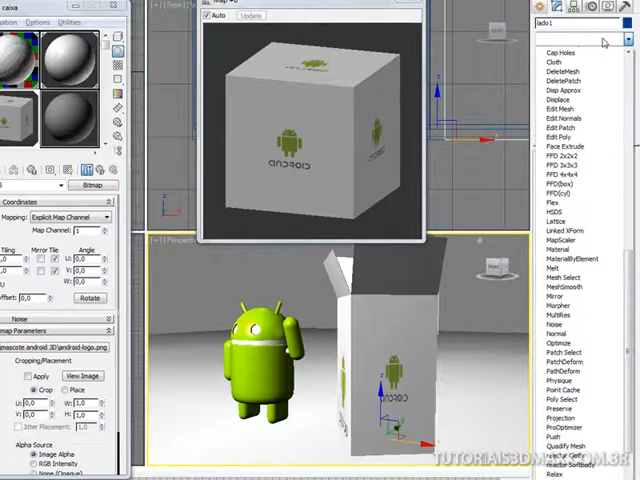 caixa
Map #6
[+][Front]
Navigation
Options
Utilities
Auto
Update
lado1
Cap Holes
Cloth
DeleteMesh
DeletePatch
Disp Approx
Displace
Edit Mesh
Edit Normals
Edit Patch
Edit Poly
Face Extrude
FFD 2x2x2
FFD 3x3x3
FFD 4x4x4
FFD(box)
FFD(cyl)
Flex
HSDS
Lattice
Linked XForm
MapScaler
Material
MaterialByElement
Melt
Mesh Select
MeshSmooth
Mirror
Morpher
MultiRes
Noise
Normal
Optimize
Patch Select
PatchDeform
PathDeform
Physique
Point Cache
Poly Select
Preserve
Projection
ProOptimizer
Push
Quadify Mesh
reactor Cloth
reactor SoftBody
Relax
ANDROID
Bitmap
Coordinates
Mapping:
Explicit Map Channel
Map Channel:
1
Tiling
Mirror Tile
Angle
U:
0,0
V:
0,0
W:
0,0
Rotate
Noise
map Parameters
mascote android 3D\android-logo.png
Cropping/Placement
Apply
View Image
Crop
Place
U: 0,0
W: 1,0
V: 0,0
H: 1,0
Jitter Placement:
1,0
Alpha Source
Image Alpha
RGB Intensity
None (Opaque)
ANDROID
TUTORIAIS3DMAX.COM.BR